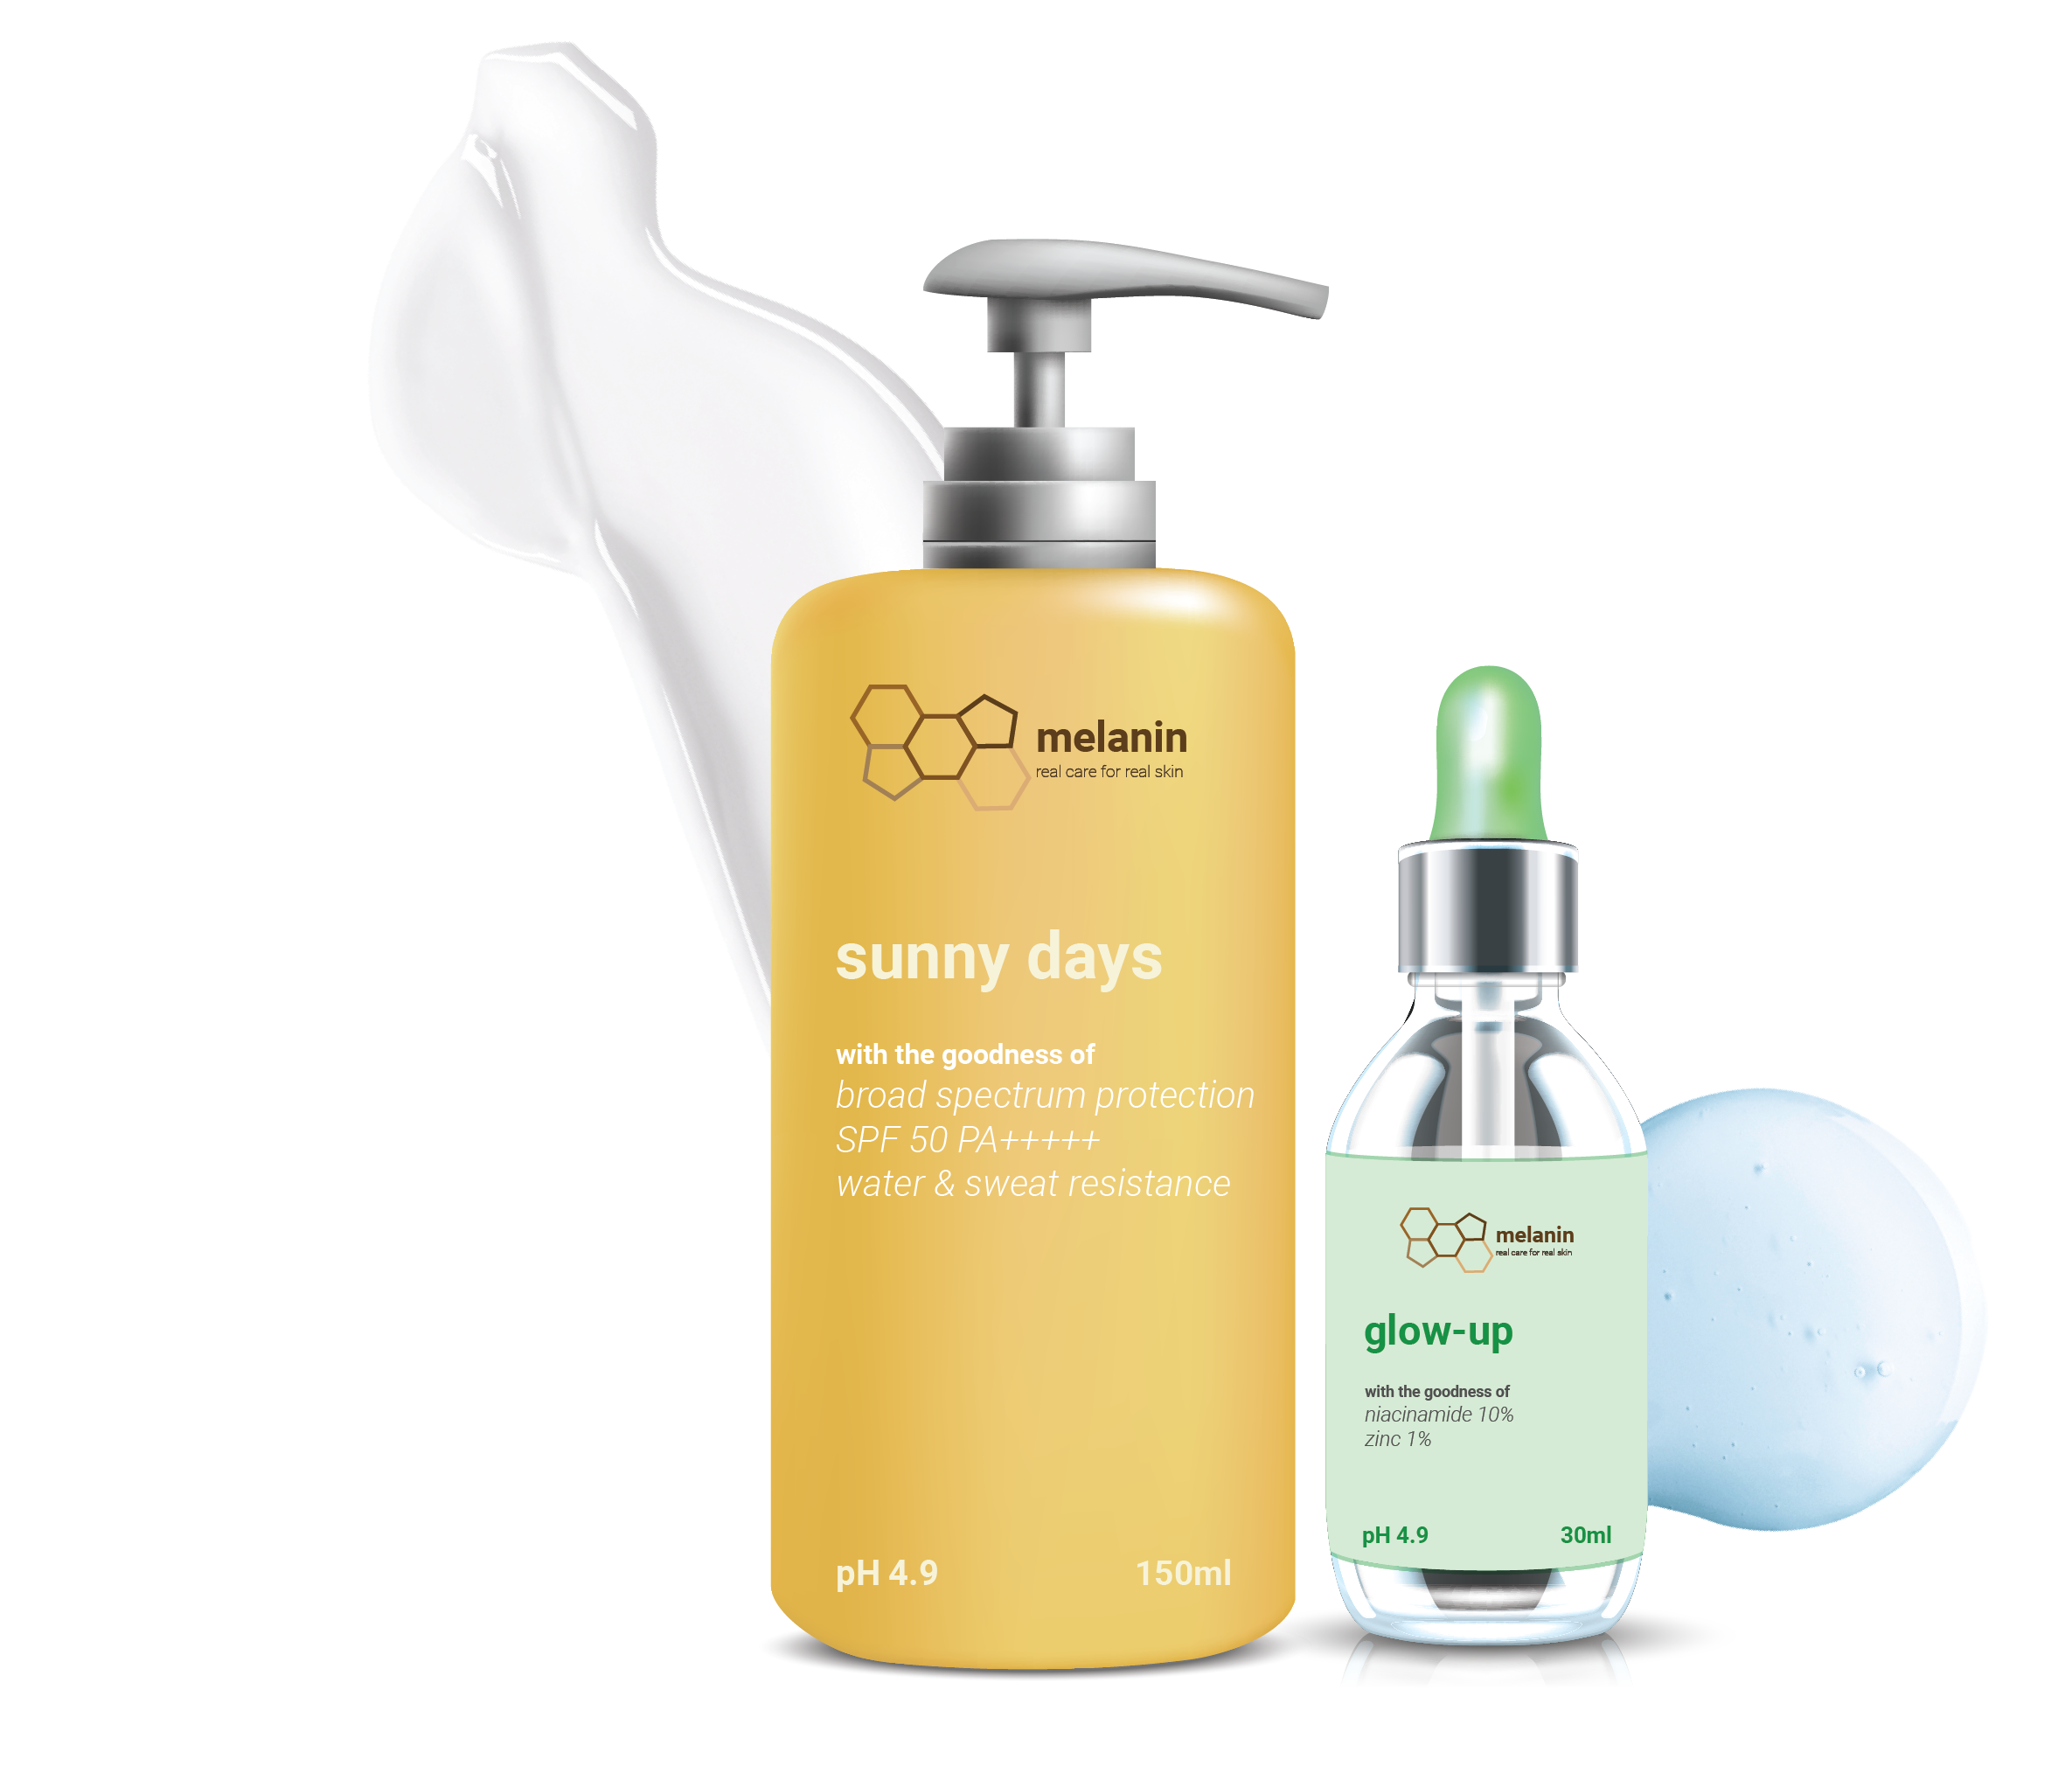 melanin
real care for real skin
sunny days
with the goodness of
broad spectrum protection
SPF 50 PA+++++
water & sweat resistance
pH 4.9
150ml
melanin
real care for real skin
glow-up
with the goodness of
niacinamide 10%
zinc 1%
pH 4.9
30ml